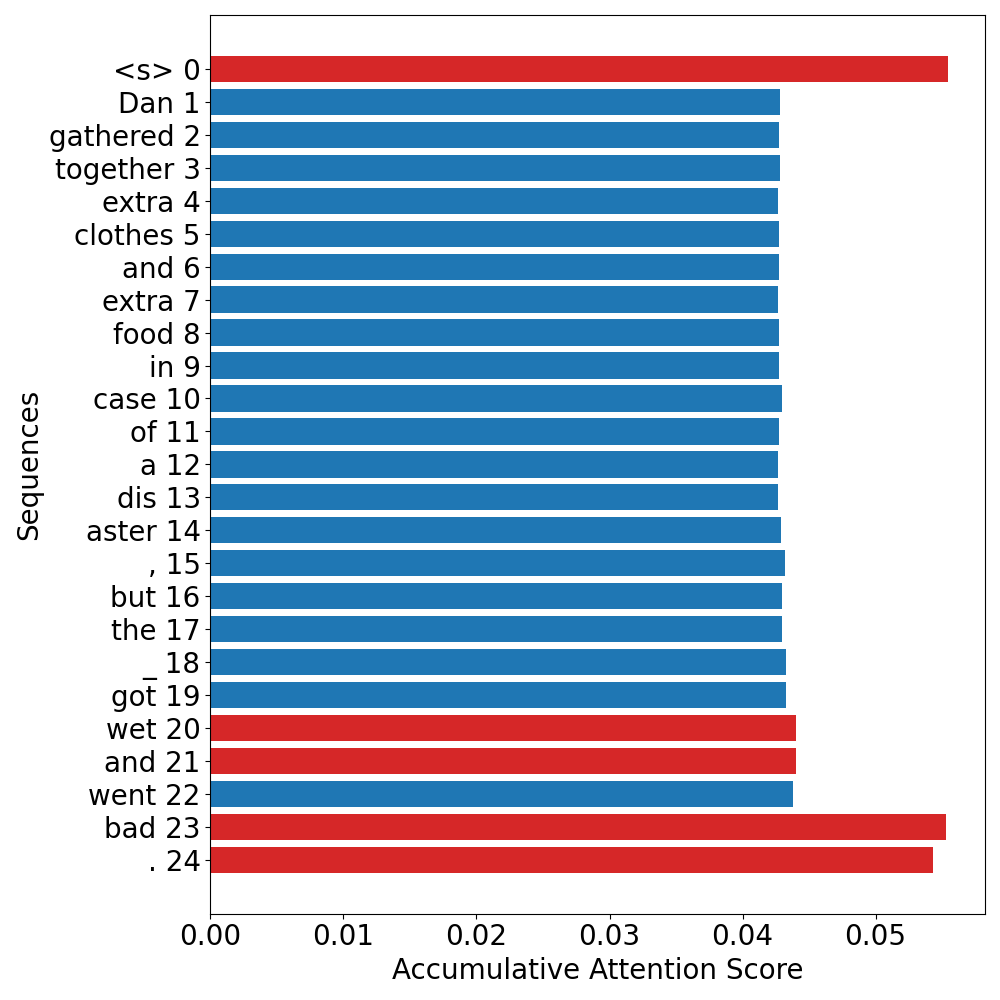 <s> 0
Dan 1
gathered 2
together 3
extra 4
clothes 5
and 6
extra 7
food 8
in 9
case 10
of 11
a 12
dis 13
aster 14
, 15
but 16
the 17
_ 18
got 19
wet 20
and 21
went 22
bad 23
. 24
Sequences
0.00 0.01 0.02 0.03 0.04 0.05
Accumulative Attention Score